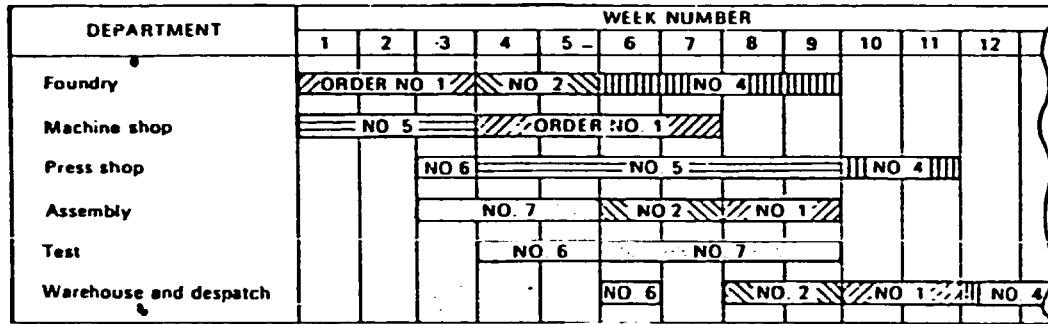 DEPARTMENT WEEK NUMBER
1 2 3 4 5 6 7 8 9 10 11 12
Foundry ORDER NO 1 NO 2 NO 4
Machine shop NO 5 ORDER NO. 1
Press shop NO 6 NO. 5 NO 4
Assembly NO. 7 NO 2 NO 1
Test NO 6 NO 7
Warehouse and despatch NO 6 NO. 2 NO 1 NO 4